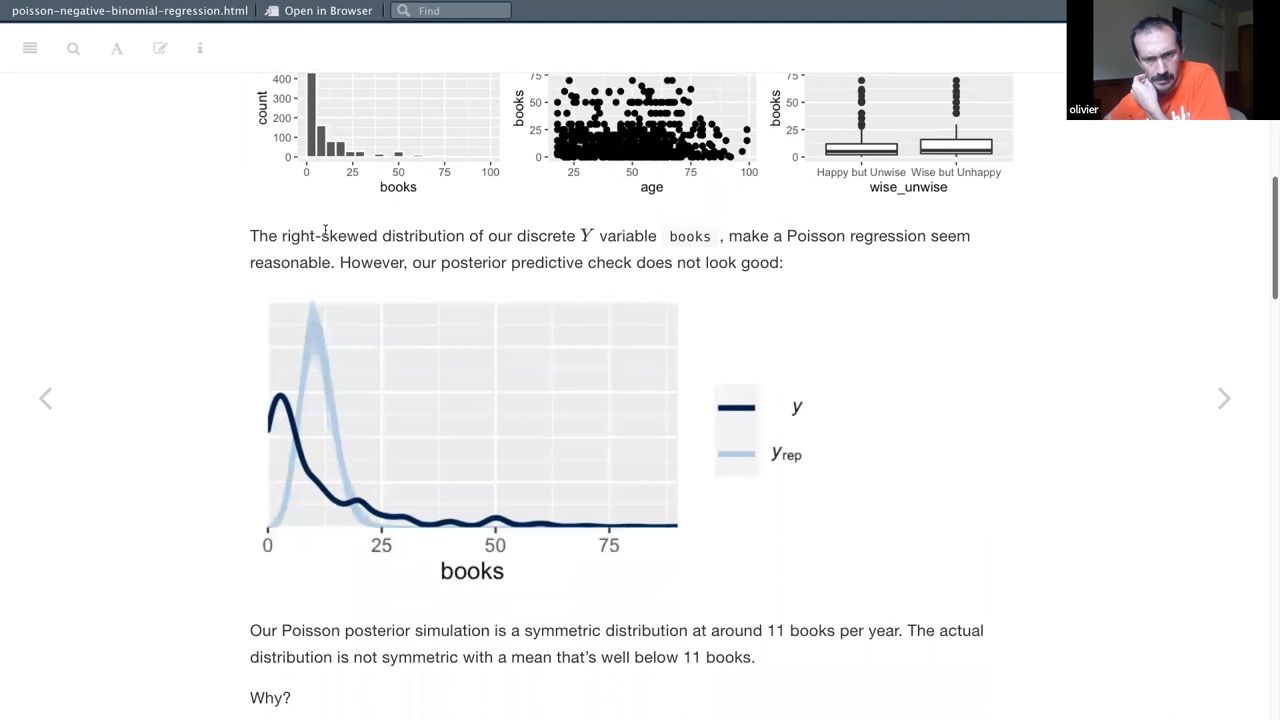 poisson-negative-binomial-regression.html Open in Browser Find
olivier
400
300
200
100
0
count
0 25 50 75 100
books
75
50
25
0
books
25 50 75 100
age
75
50
25
0
books
Happy but Unwise Wise but Unhappy
wise_unwise
The right-skewed distribution of our discrete Y variable books , make a Poisson regression seem
reasonable. However, our posterior predictive check does not look good:
y
yrep
0 25 50 75
books
Our Poisson posterior simulation is a symmetric distribution at around 11 books per year. The actual
distribution is not symmetric with a mean that’s well below 11 books.
Why?